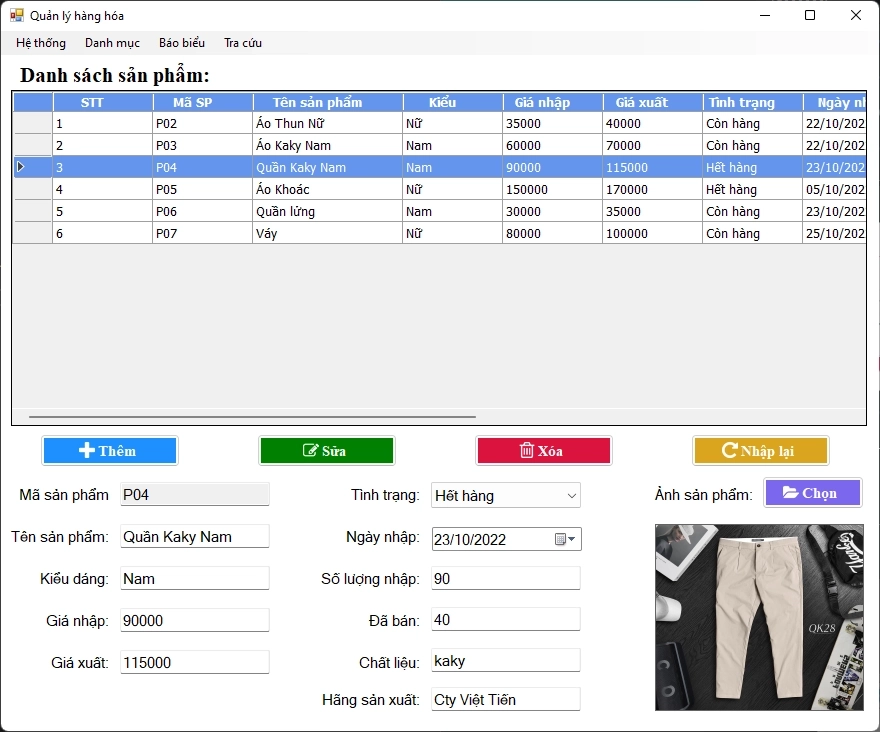 Quản lý hàng hóa
Hệ thống Danh mục Báo biểu Tra cứu
Danh sách sản phẩm:
STT Mã SP Tên sản phẩm Kiểu Giá nhập Giá xuất Tình trạng Ngày nh
1 P02 Áo Thun Nữ Nữ 35000 40000 Còn hàng 22/10/202
2 P03 Áo Kaky Nam Nam 60000 70000 Còn hàng 22/10/202
3 P04 Quần Kaky Nam Nam 90000 115000 Hết hàng 23/10/202
4 P05 Áo Khoác Nữ 150000 170000 Hết hàng 05/10/202
5 P06 Quần lửng Nam 30000 35000 Còn hàng 23/10/202
6 P07 Váy Nữ 80000 100000 Còn hàng 25/10/202
Thêm Sửa Xóa Nhập lại
Mã sản phẩm P04 Tình trạng: Hết hàng Ảnh sản phẩm: Chọn
Tên sản phẩm: Quần Kaky Nam Ngày nhập: 23/10/2022
Kiểu dáng: Nam Số lượng nhập: 90
Giá nhập: 90000 Đã bán: 40
QK28
Giá xuất: 115000 Chất liệu: kaky
Hãng sản xuất: Cty Việt Tiến